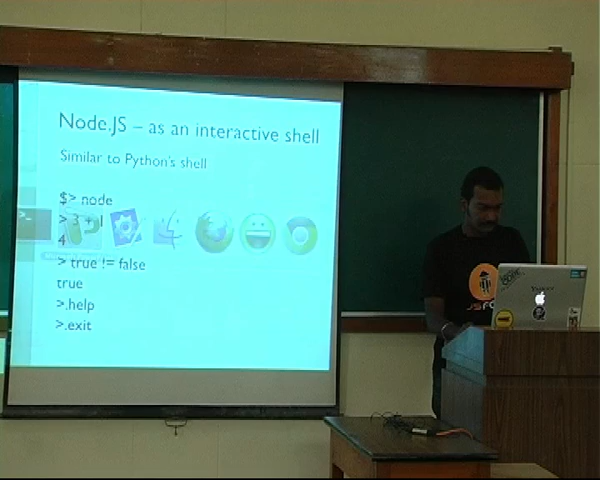 Node.JS – as an interactive shell
Similar to Python's shell
$> node
> 3 + 1
4
> true != false
true
>.help
>.exit